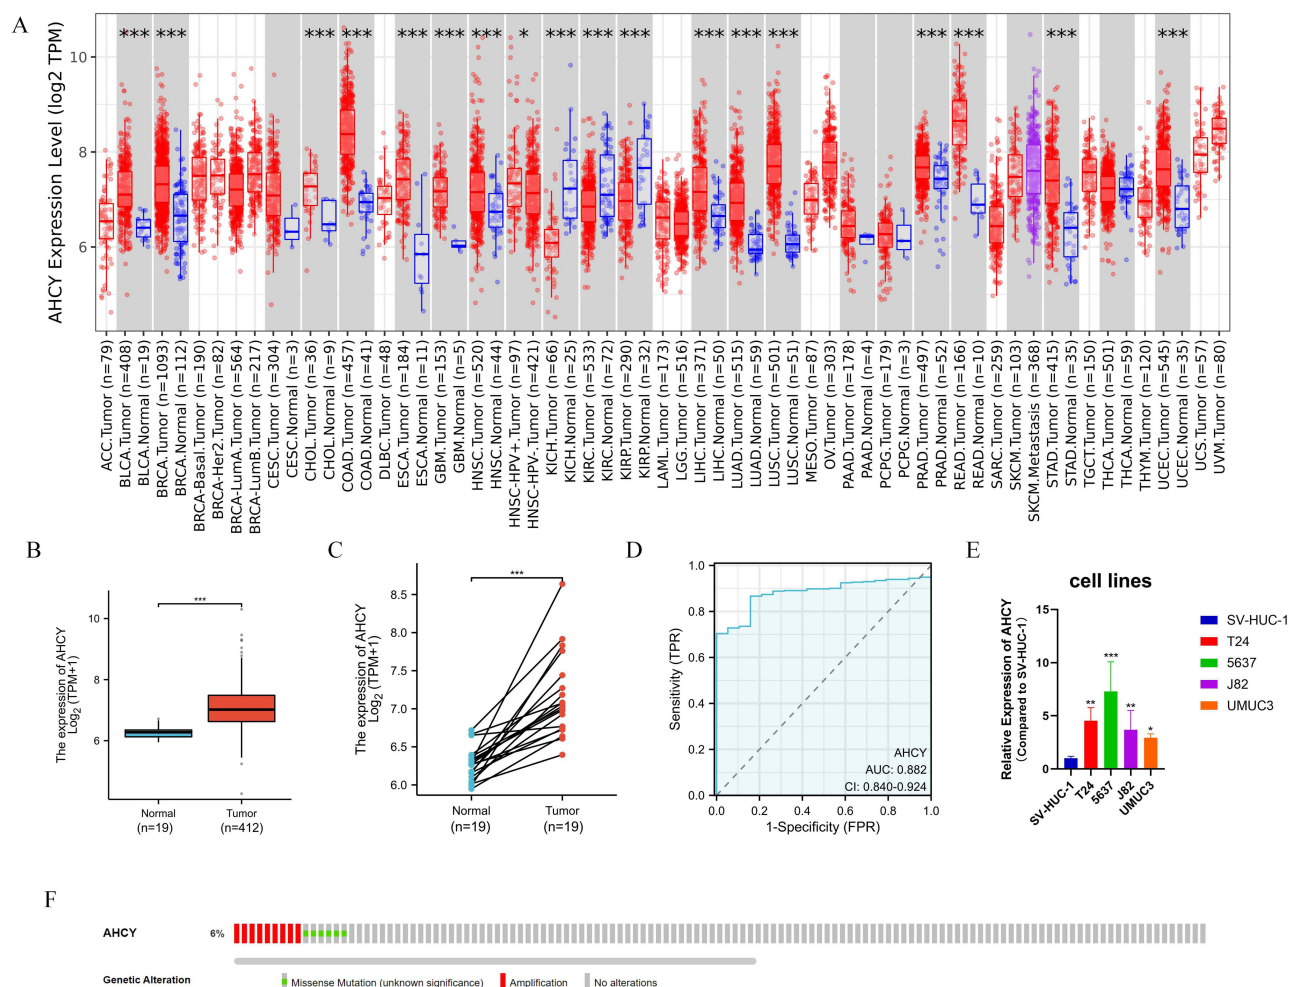 A
*** *** *** *** *** *** *** * *** *** *** *** *** *** *** *** *** ***
AHCY Expression Level (log2 TPM)
10
8
6
ACC.Tumor (n=79)
BLCA.Tumor (n=408)
BLCA.Normal (n=19)
BRCA.Tumor (n=1093)
BRCA.Normal (n=112)
BRCA-Basal.Tumor (n=190)
BRCA-Her2.Tumor (n=82)
BRCA-LumA.Tumor (n=564)
BRCA-LumB.Tumor (n=217)
CESC.Tumor (n=304)
CESC.Normal (n=3)
CHOL.Tumor (n=36)
CHOL.Normal (n=9)
COAD.Tumor (n=457)
COAD.Normal (n=41)
DLBC.Tumor (n=48)
ESCA.Tumor (n=184)
ESCA.Normal (n=11)
GBM.Tumor (n=153)
GBM.Normal (n=5)
HNSC.Tumor (n=520)
HNSC.Normal (n=44)
HNSC-HPV+.Tumor (n=97)
HNSC-HPV-.Tumor (n=421)
KICH.Tumor (n=66)
KICH.Normal (n=25)
KIRC.Tumor (n=533)
KIRC.Normal (n=72)
KIRP.Tumor (n=290)
KIRP.Normal (n=32)
LAML.Tumor (n=173)
LGG.Tumor (n=516)
LIHC.Tumor (n=371)
LIHC.Normal (n=50)
LUAD.Tumor (n=515)
LUAD.Normal (n=59)
LUSC.Tumor (n=501)
LUSC.Normal (n=51)
MESO.Tumor (n=87)
OV.Tumor (n=303)
PAAD.Tumor (n=178)
PAAD.Normal (n=4)
PCPG.Tumor (n=179)
PCPG.Normal (n=3)
PRAD.Tumor (n=497)
PRAD.Normal (n=52)
READ.Tumor (n=166)
READ.Normal (n=10)
SARC.Tumor (n=259)
SKCM.Tumor (n=103)
SKCM.Metastasis (n=368)
STAD.Tumor (n=415)
STAD.Normal (n=35)
TGCT.Tumor (n=150)
THCA.Tumor (n=501)
THCA.Normal (n=59)
THYM.Tumor (n=120)
UCEC.Tumor (n=545)
UCEC.Normal (n=35)
UCS.Tumor (n=57)
UVM.Tumor (n=80)
B
The expression of AHCY
Log2 (TPM+1)
10
8
6
***
Normal
(n=19)
Tumor
(n=412)
C
The expression of AHCY
Log2 (TPM+1)
8.5
8.0
7.5
7.0
6.5
6.0
***
Normal
(n=19)
Tumor
(n=19)
D
Sensitivity (TPR)
1.0
0.8
0.6
0.4
0.2
0.0
AHCY
AUC: 0.882
CI: 0.840-0.924
0.0 0.2 0.4 0.6 0.8 1.0
1-Specificity (FPR)
E
cell lines
Relative Expression of AHCY
(Compared to SV-HUC-1)
15
10
5
0
** *** ** *
SV-HUC-1
T24
5637
J82
UMUC3
SV-HUC-1
T24
5637
J82
UMUC3
F
AHCY 6%
Genetic Alteration Missense Mutation (unknown significance) Amplification No alterations